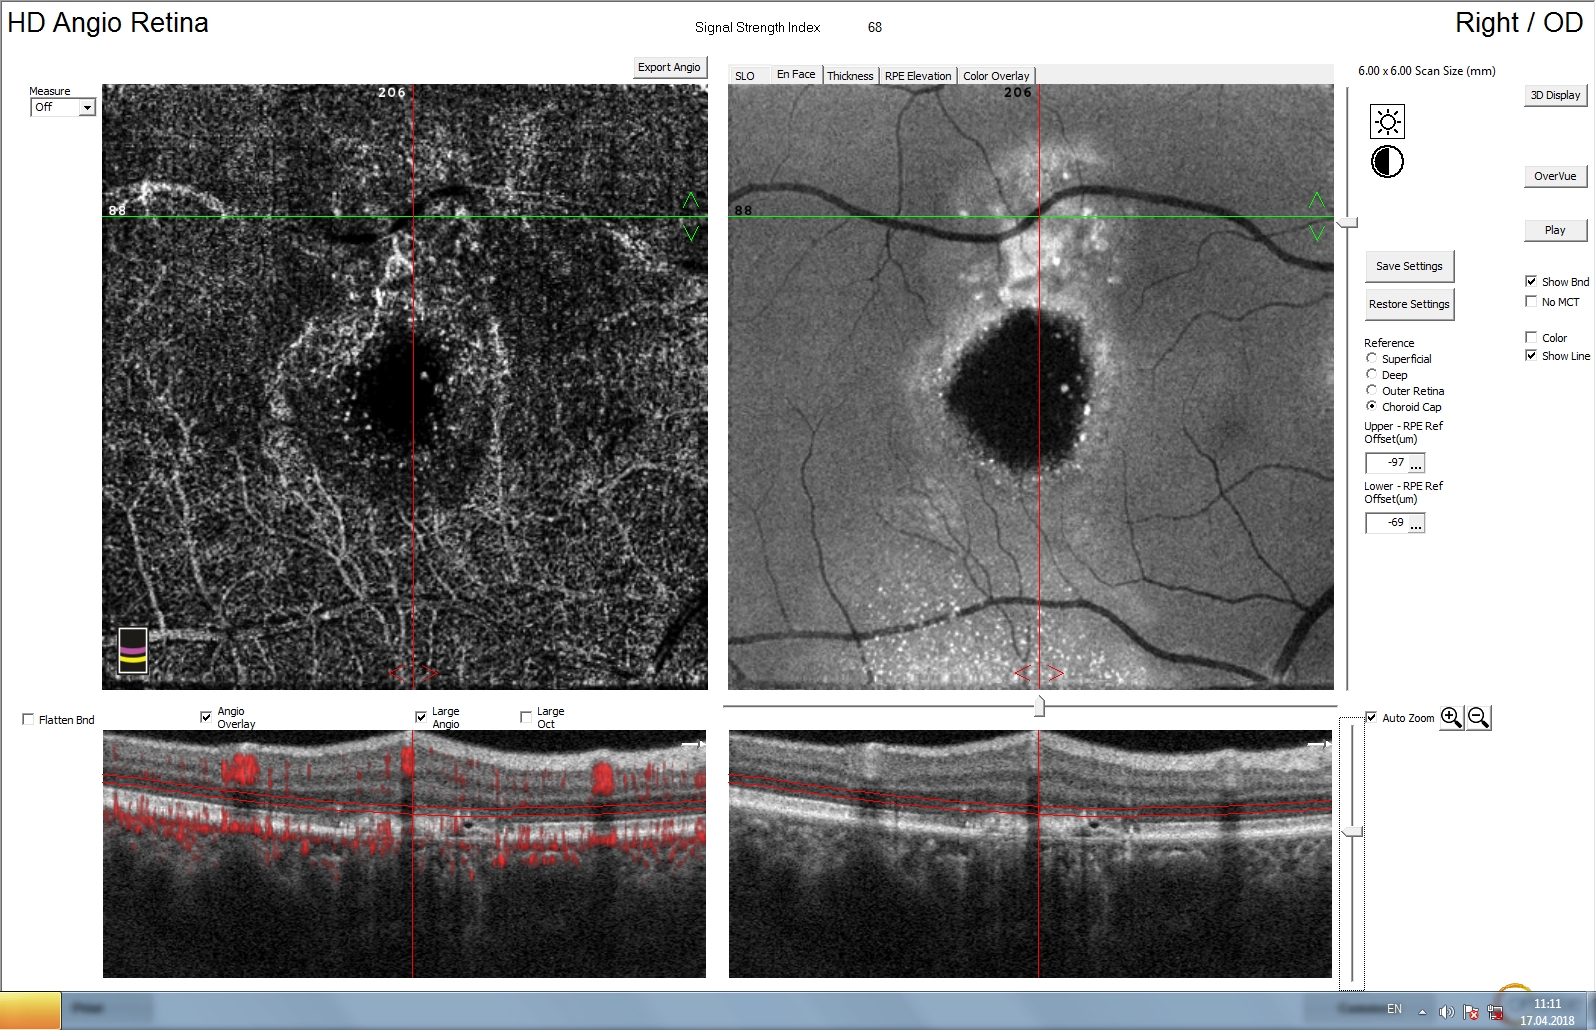 HD Angio Retina
Signal Strength Index 68
Right / OD
Export Angio
Measure
Off
206
88
SLO
En Face
Thickness
RPE Elevation
Color Overlay
206
88
6.00 x 6.00 Scan Size (mm)
3D Display
OverVue
Play
Save Settings
Restore Settings
Show Bnd
No MCT
Color
Show Line
Reference
Superficial
Deep
Outer Retina
Choroid Cap
Upper - RPE Ref
Offset(um)
-97 ...
Lower - RPE Ref
Offset(um)
-69 ...
Flatten Bnd
Angio
Overlay
Large
Angio
Large
Oct
Auto Zoom
EN
11:11
17.04.2018